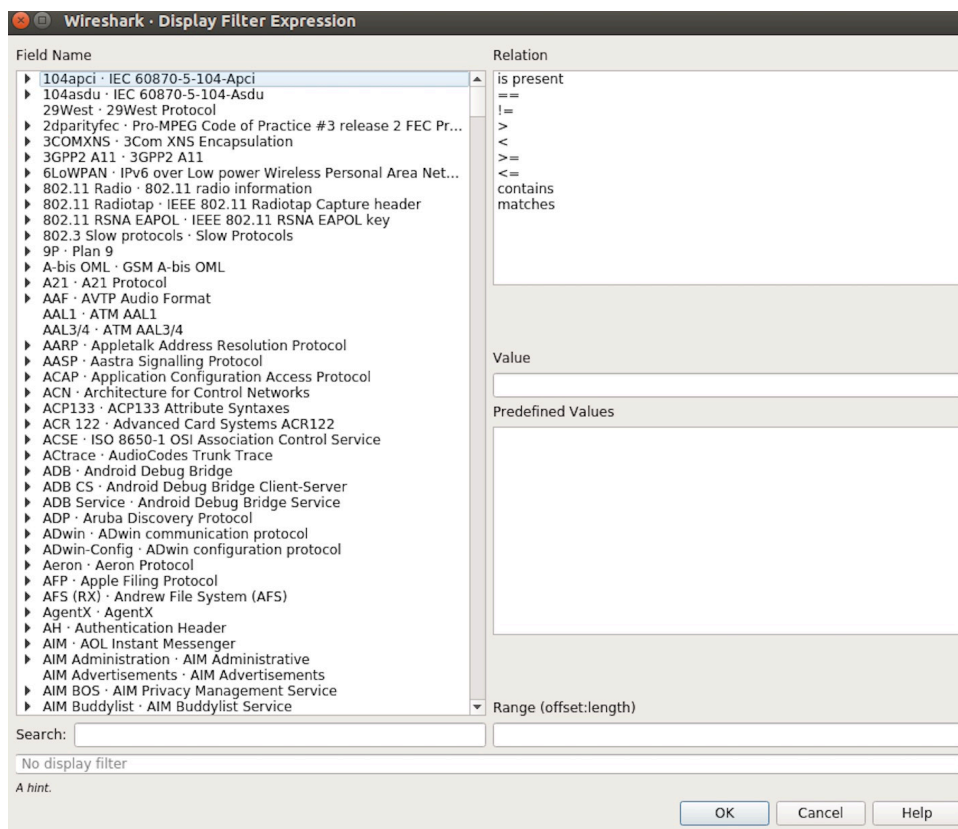 Wireshark · Display Filter Expression
Field Name
104apci · IEC 60870-5-104-Apci
104asdu · IEC 60870-5-104-Asdu
29West · 29West Protocol
2dparityfec · Pro-MPEG Code of Practice #3 release 2 FEC Pr...
3COMXNS · 3Com XNS Encapsulation
3GPP2 A11 · 3GPP2 A11
6LoWPAN · IPv6 over Low power Wireless Personal Area Net...
802.11 Radio · 802.11 radio information
802.11 Radiotap · IEEE 802.11 Radiotap Capture header
802.11 RSNA EAPOL · IEEE 802.11 RSNA EAPOL key
802.3 Slow protocols · Slow Protocols
9P · Plan 9
A-bis OML · GSM A-bis OML
A21 · A21 Protocol
AAF · AVTP Audio Format
AAL1 · ATM AAL1
AAL3/4 · ATM AAL3/4
AARP · Appletalk Address Resolution Protocol
AASP · Aastra Signalling Protocol
ACAP · Application Configuration Access Protocol
ACN · Architecture for Control Networks
ACP133 · ACP133 Attribute Syntaxes
ACR 122 · Advanced Card Systems ACR122
ACSE · ISO 8650-1 OSI Association Control Service
ACtrace · AudioCodes Trunk Trace
ADB · Android Debug Bridge
ADB CS · Android Debug Bridge Client-Server
ADB Service · Android Debug Bridge Service
ADP · Aruba Discovery Protocol
ADwin · ADwin communication protocol
ADwin-Config · ADwin configuration protocol
Aeron · Aeron Protocol
AFP · Apple Filing Protocol
AFS (RX) · Andrew File System (AFS)
AgentX · AgentX
AH · Authentication Header
AIM · AOL Instant Messenger
AIM Administration · AIM Administrative
AIM Advertisements · AIM Advertisements
AIM BOS · AIM Privacy Management Service
AIM Buddylist · AIM Buddylist Service
Search:
Relation
is present
==
!=
>
<
>=
<=
contains
matches
Value
Predefined Values
Range (offset:length)
No display filter
A hint.
OK
Cancel
Help